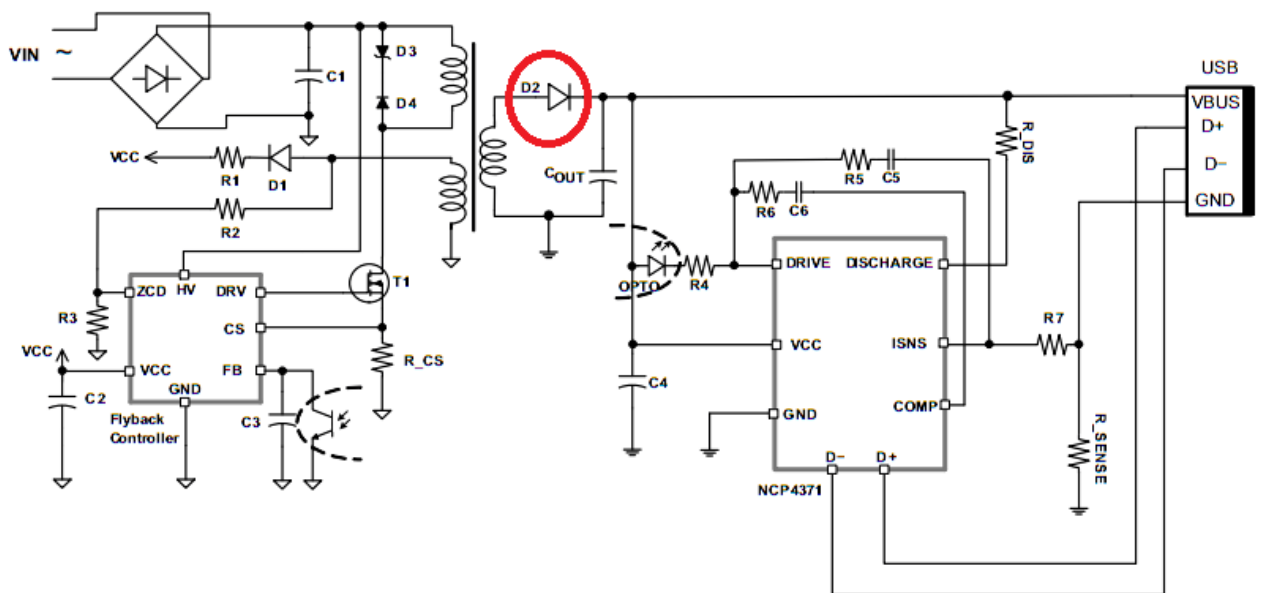 VIN ~
C1
D3
D4
D2
USB
VBUS
D+
D−
GND
R_DIS
VCC
R1
D1
R2
COUT
R5
C5
R6
C6
ZCD
HV
DRV
T1
OPTO
R4
DRIVE
DISCHARGE
R3
CS
VCC
VCC
FB
R_CS
VCC
ISNS
R7
C2
GND
C4
GND
COMP
Flyback
Controller
C3
R_SENSE
D−
D+
NCP4371